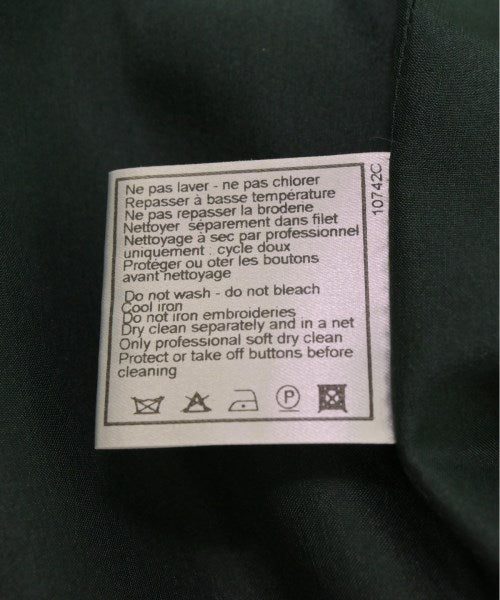 Ne pas laver - ne pas chlorer
Repasser à basse température
Ne pas repasser la brodene
Nettoyer séparement dans filet
Nettoyage à sec par professionnel
uniquement : cycle doux
Protéger ou oter les boutons
avant nettoyage
Do not wash - do not bleach
Cool iron
Do not iron embroideries
Dry clean separately and in a net
Only professional soft dry clean
Protect or take off buttons before
cleaning
P
10742C